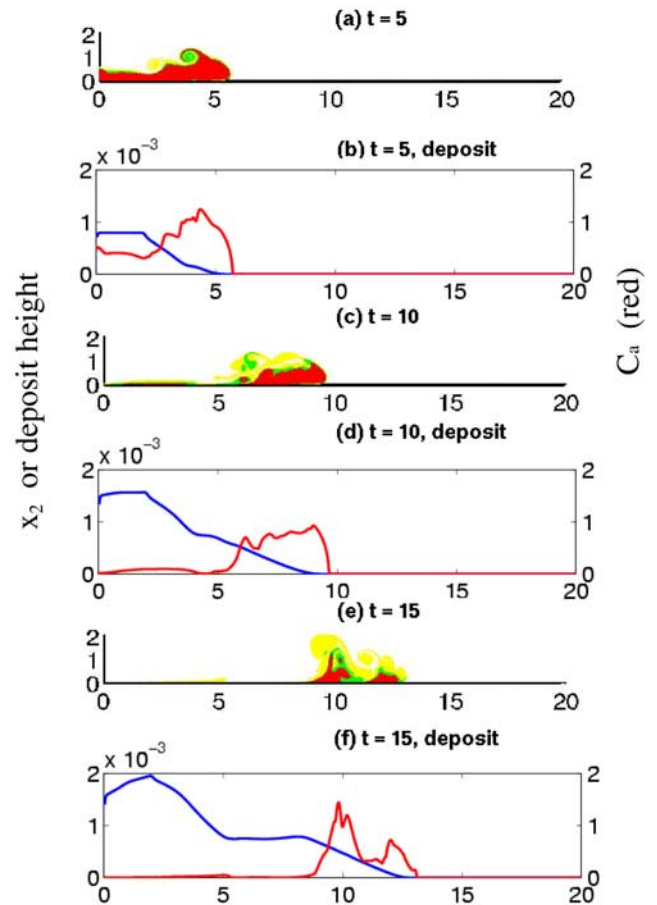 (a) t = 5
2
1
0
0 5 10 15 20
x 10⁻³ (b) t = 5, deposit
2 2
1 1
0 0
0 5 10 15 20
(c) t = 10
2
1
0
0 5 10 15 20
x 10⁻³ (d) t = 10, deposit
2 2
1 1
0 0
0 5 10 15 20
(e) t = 15
2
1
0
0 5 10 15 20
x 10⁻³ (f) t = 15, deposit
2 2
1 1
0 0
0 5 10 15 20
x₂ or deposit height
Cₐ (red)